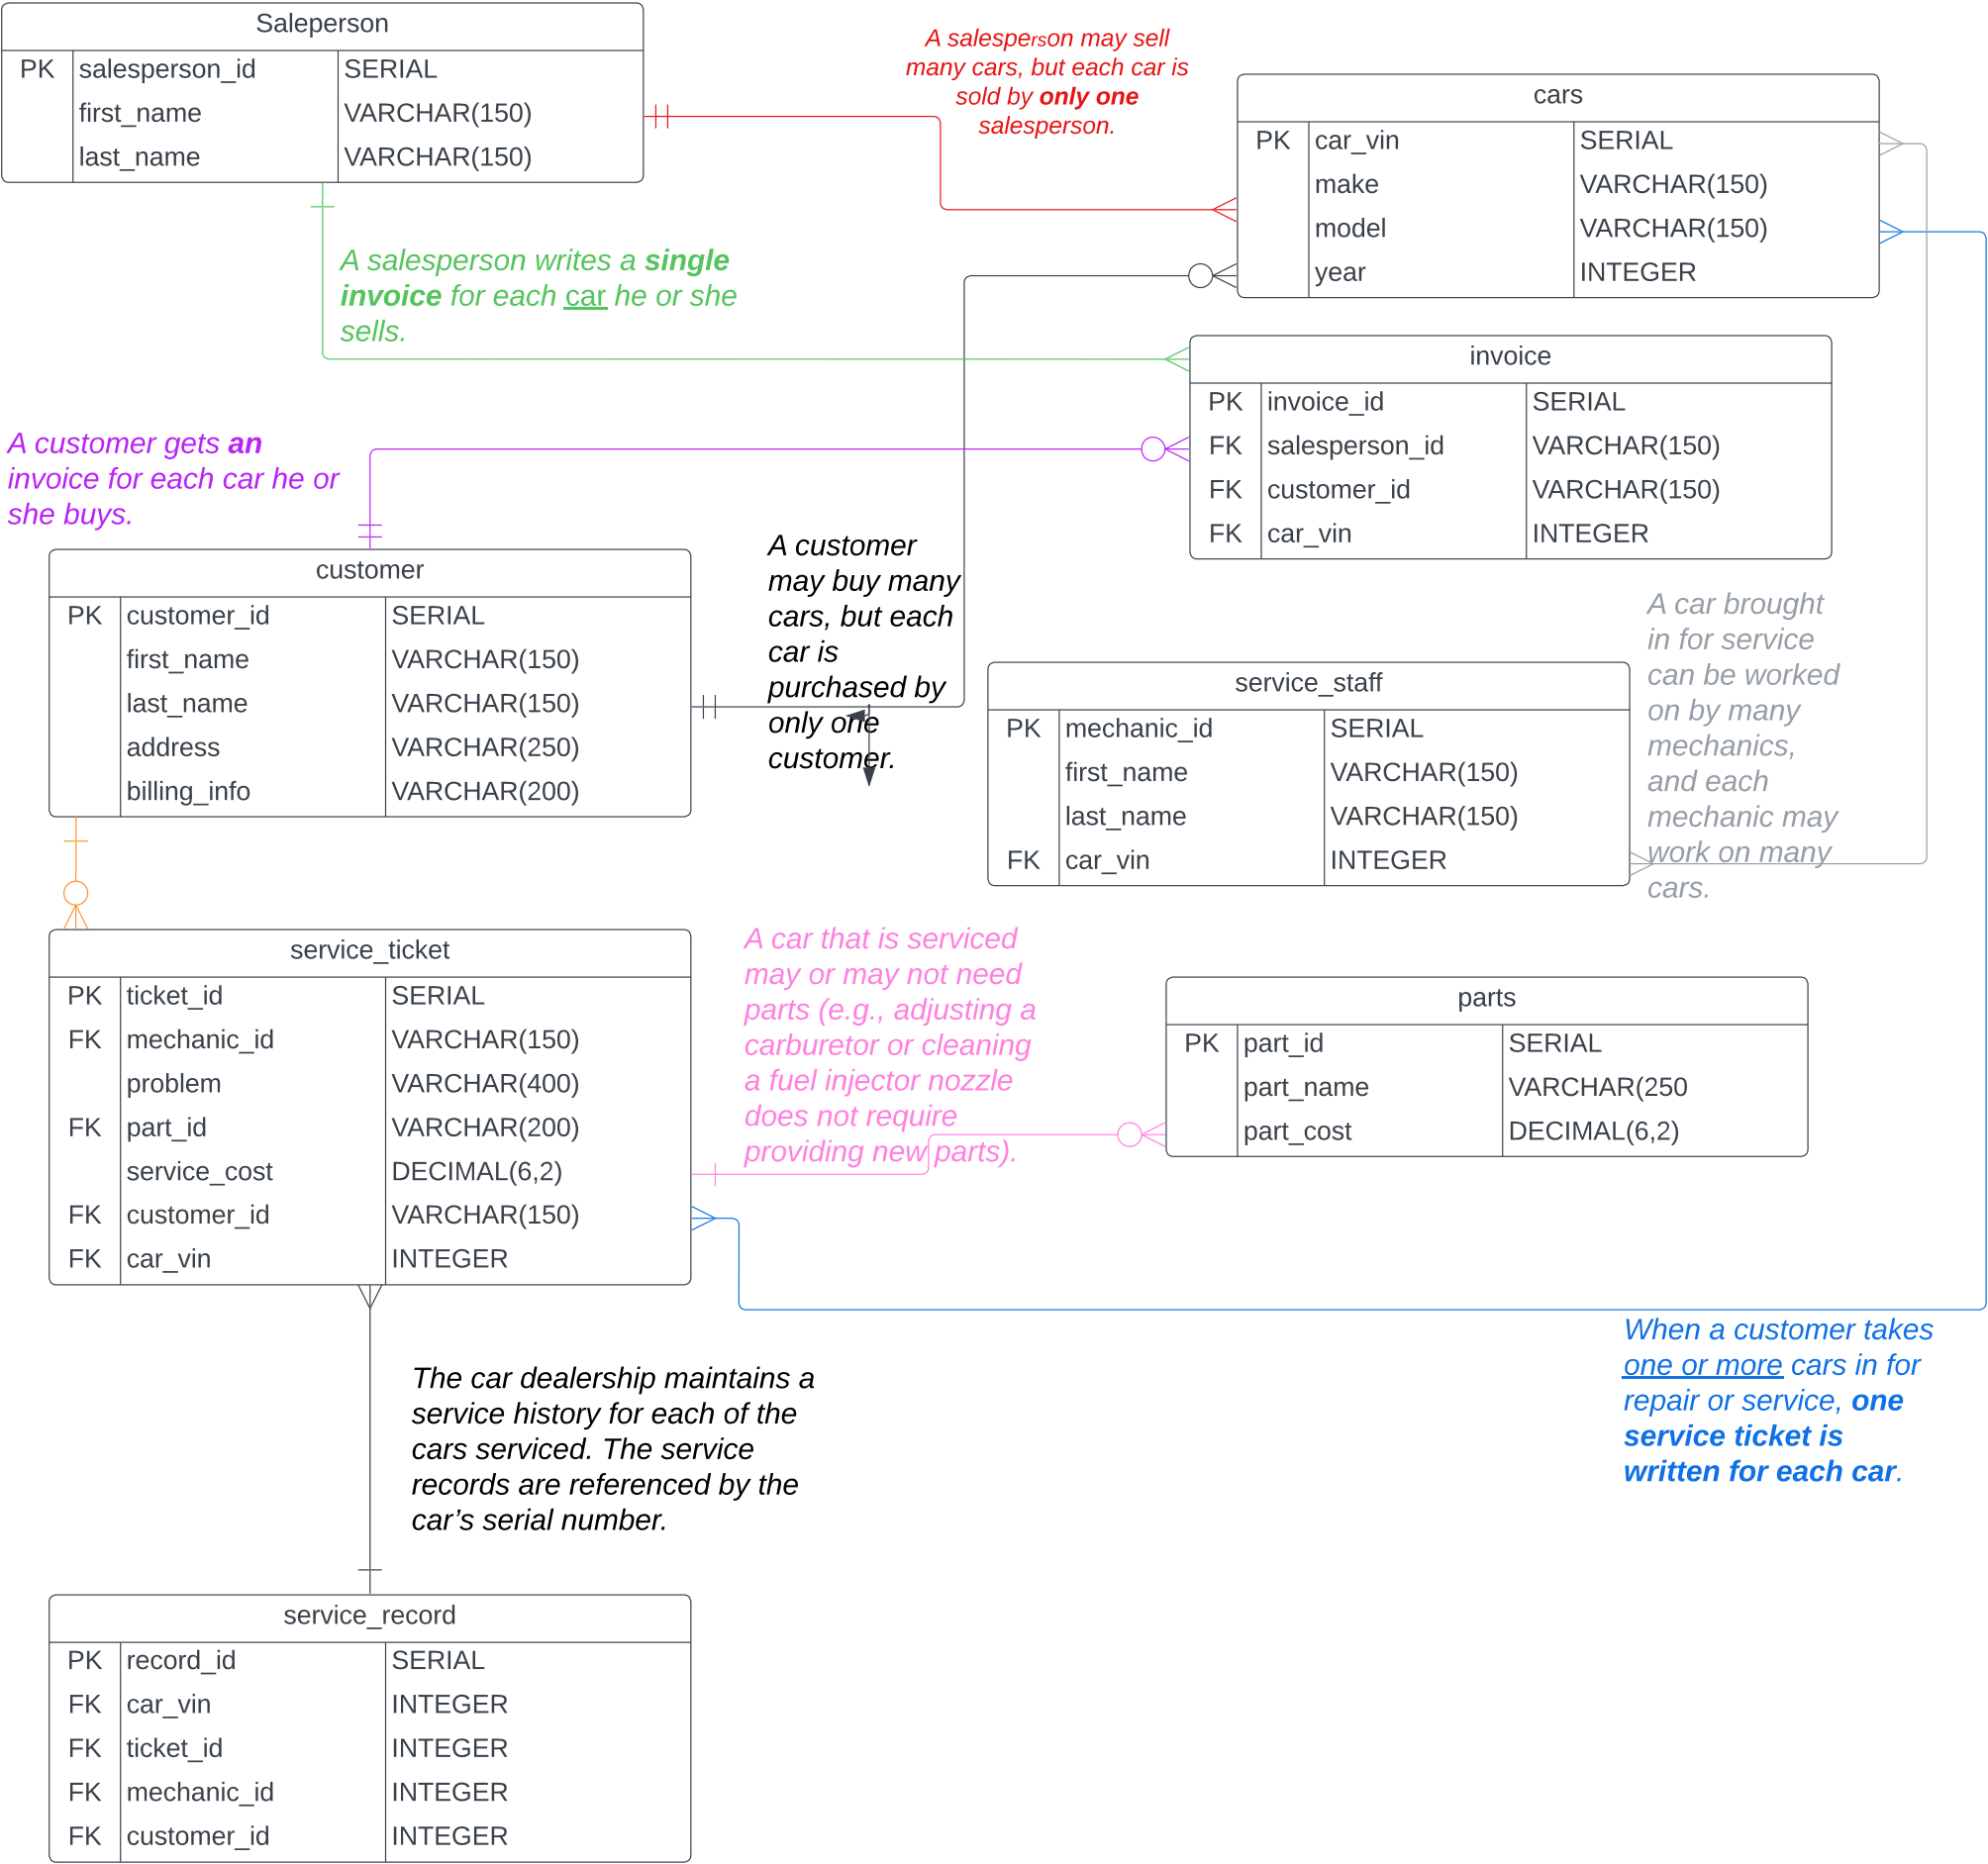 Saleperson
PK salesperson_id SERIAL
first_name VARCHAR(150)
last_name VARCHAR(150)
A salesperson may sell
many cars, but each car is
sold by only one
salesperson.
cars
PK car_vin SERIAL
make VARCHAR(150)
model VARCHAR(150)
year INTEGER
A salesperson writes a single
invoice for each car he or she
sells.
invoice
PK invoice_id SERIAL
FK salesperson_id VARCHAR(150)
FK customer_id VARCHAR(150)
FK car_vin INTEGER
A customer gets an
invoice for each car he or
she buys.
customer
PK customer_id SERIAL
first_name VARCHAR(150)
last_name VARCHAR(150)
address VARCHAR(250)
billing_info VARCHAR(200)
A customer
may buy many
cars, but each
car is
purchased by
only one
customer.
service_staff
PK mechanic_id SERIAL
first_name VARCHAR(150)
last_name VARCHAR(150)
FK car_vin INTEGER
A car brought
in for service
can be worked
on by many
mechanics,
and each
mechanic may
work on many
cars.
service_ticket
PK ticket_id SERIAL
FK mechanic_id VARCHAR(150)
problem VARCHAR(400)
FK part_id VARCHAR(200)
service_cost DECIMAL(6,2)
FK customer_id VARCHAR(150)
FK car_vin INTEGER
A car that is serviced
may or may not need
parts (e.g., adjusting a
carburetor or cleaning
a fuel injector nozzle
does not require
providing new parts).
parts
PK part_id SERIAL
part_name VARCHAR(250
part_cost DECIMAL(6,2)
When a customer takes
one or more cars in for
repair or service, one
service ticket is
written for each car.
The car dealership maintains a
service history for each of the
cars serviced. The service
records are referenced by the
car’s serial number.
service_record
PK record_id SERIAL
FK car_vin INTEGER
FK ticket_id INTEGER
FK mechanic_id INTEGER
FK customer_id INTEGER